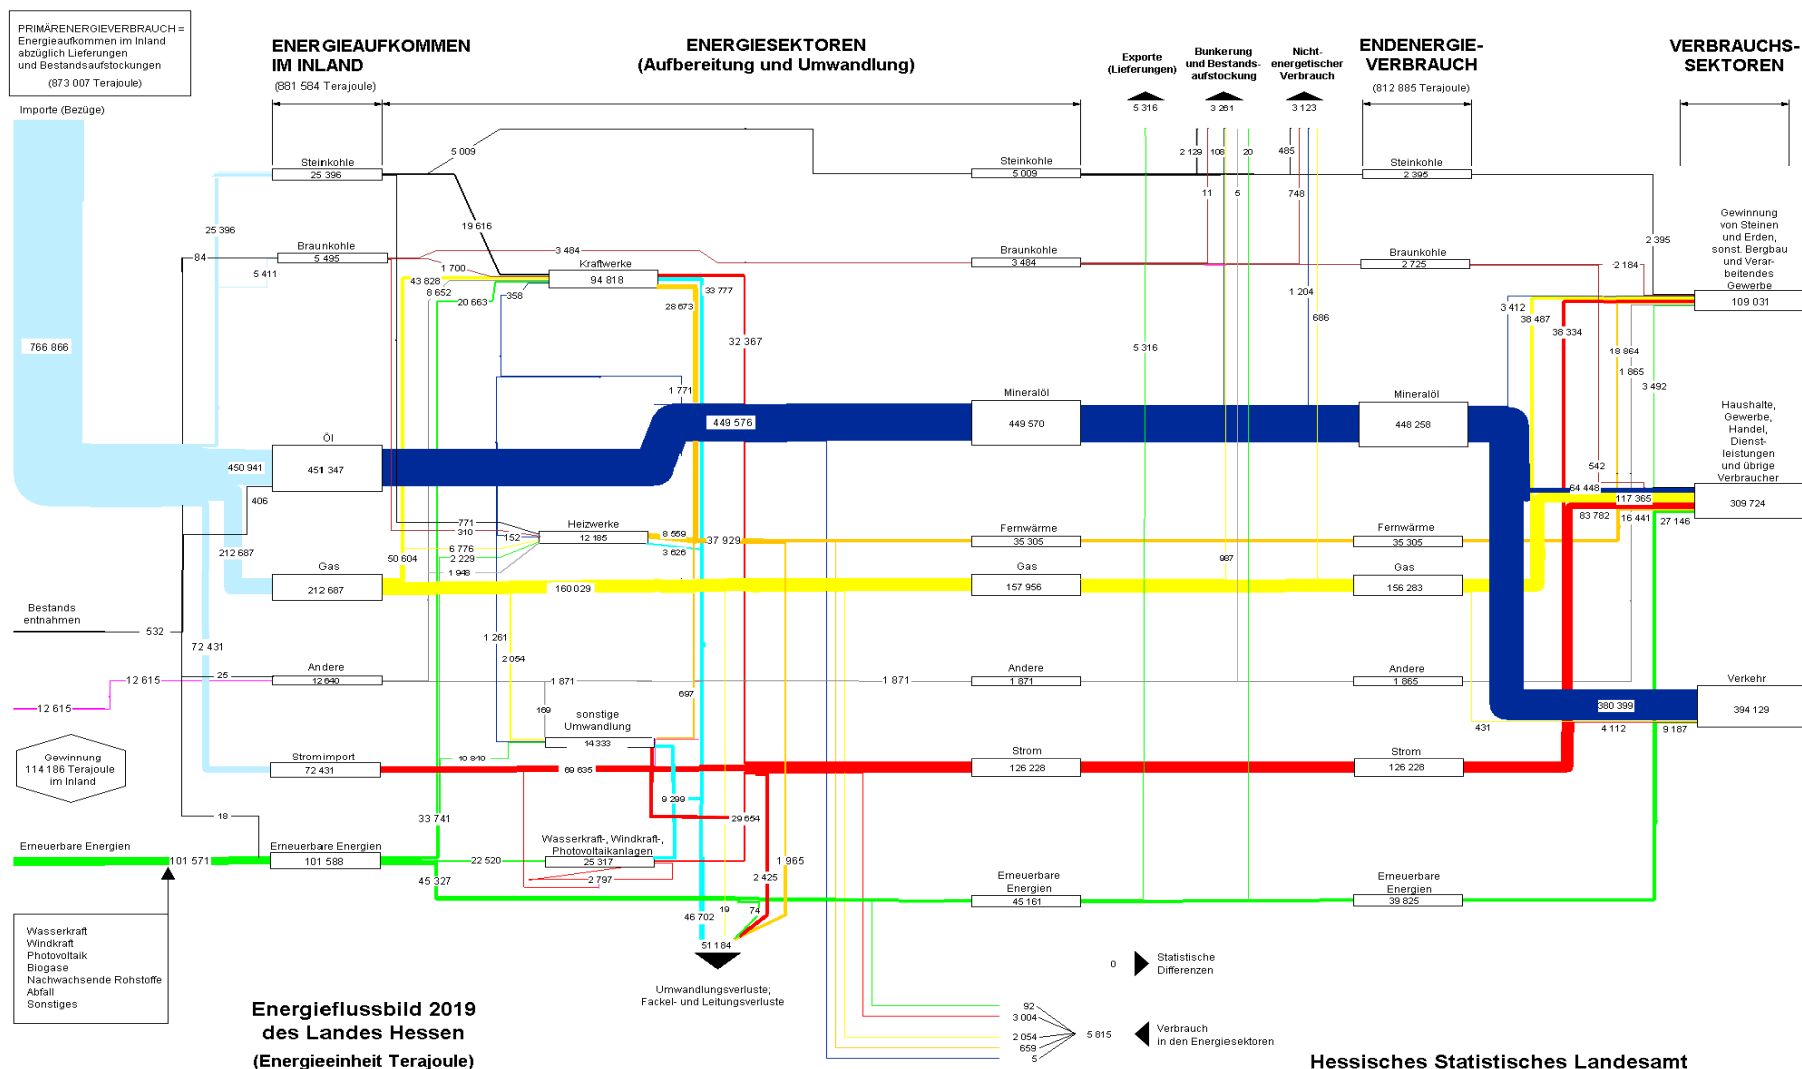 PRIMÄRENERGIEVERBRAUCH =
Energieaufkommen im Inland
abzüglich Lieferungen
und Bestandsaufstockungen
(873 007 Terajoule)
ENERGIEAUFKOMMEN
IM INLAND
(881 584 Terajoule)
ENERGIESEKTOREN
(Aufbereitung und Umwandlung)
Exporte
(Lieferungen)
5 316
Bunkerung
und Bestands-
aufstockung
3 261
Nicht-
energetischer
Verbrauch
3 123
ENDENERGIE-
VERBRAUCH
(812 885 Terajoule)
VERBRAUCHS-
SEKTOREN
Importe (Bezüge)
Steinkohle
25 396
5 009
Steinkohle
5 009
2 129
108
20
485
11
5
748
Steinkohle
2 395
25 396
84
5 411
Braunkohle
5 495
19 616
3 484
1 700
43 828
8 652
20 663
358
Kraftwerke
94 818
33 777
28 673
32 367
Braunkohle
3 484
1 204
686
Braunkohle
2 725
2 395
2 184
Gewinnung
von Steinen
und Erden,
sonst. Bergbau
und Verar-
beitendes
Gewerbe
109 031
3 412
38 487
38 334
18 864
1 865
3 492
766 866
5 316
1 771
Öl
451 347
450 941
406
449 576
Mineralöl
449 570
Mineralöl
448 258
Haushalte,
Gewerbe,
Handel,
Dienst-
leistungen
und übrige
Verbraucher
309 724
542
64 448
117 365
83 782
16 441
27 146
771
310
152
6 776
2 229
1 948
50 604
Heizwerke
12 185
8 559
3 626
37 929
Fernwärme
35 305
Fernwärme
35 305
212 687
Gas
212 687
160 029
Gas
157 956
987
Gas
156 283
Bestands
entnahmen
532
72 431
1 261
2 054
12 615
12 615
25
Andere
12 640
1 871
169
697
1 871
Andere
1 871
Andere
1 865
Verkehr
394 129
380 399
431
4 112
9 187
sonstige
Umwandlung
14 333
10 840
Gewinnung
114 186 Terajoule
im Inland
Stromimport
72 431
69 635
9 299
29 654
Strom
126 228
Strom
126 228
18
33 741
Erneuerbare Energien
101 571
Erneuerbare Energien
101 588
22 520
45 327
Wasserkraft-, Windkraft-,
Photovoltaikanlagen
25 317
2 797
1 965
2 425
19
74
46 702
51 184
Erneuerbare
Energien
45 161
Erneuerbare
Energien
39 825
Wasserkraft
Windkraft
Photovoltaik
Biogase
Nachwachsende Rohstoffe
Abfall
Sonstiges
Umwandlungsverluste;
Fackel- und Leitungsverluste
0
Statistische
Differenzen
92
3 004
2 054
659
5
5 815
Verbrauch
in den Energiesektoren
Energieflussbild 2019
des Landes Hessen
(Energieeinheit Terajoule)
Hessisches Statistisches Landesamt